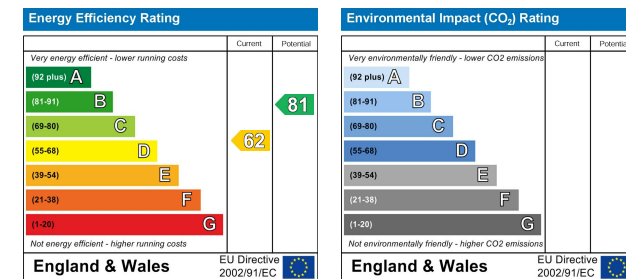 Energy Efficiency Rating
Current Potential
Very energy efficient - lower running costs
(92 plus) A
(81-91) B
(69-80) C
(55-68) D
(39-54) E
(21-38) F
(1-20) G
62
81
Not energy efficient - higher running costs
England & Wales
EU Directive
2002/91/EC
Environmental Impact (CO₂) Rating
Current Potential
Very environmentally friendly - lower CO2 emissions
(92 plus) A
(81-91) B
(69-80) C
(55-68) D
(39-54) E
(21-38) F
(1-20) G
Not environmentally friendly - higher CO2 emissions
England & Wales
EU Directive
2002/91/EC